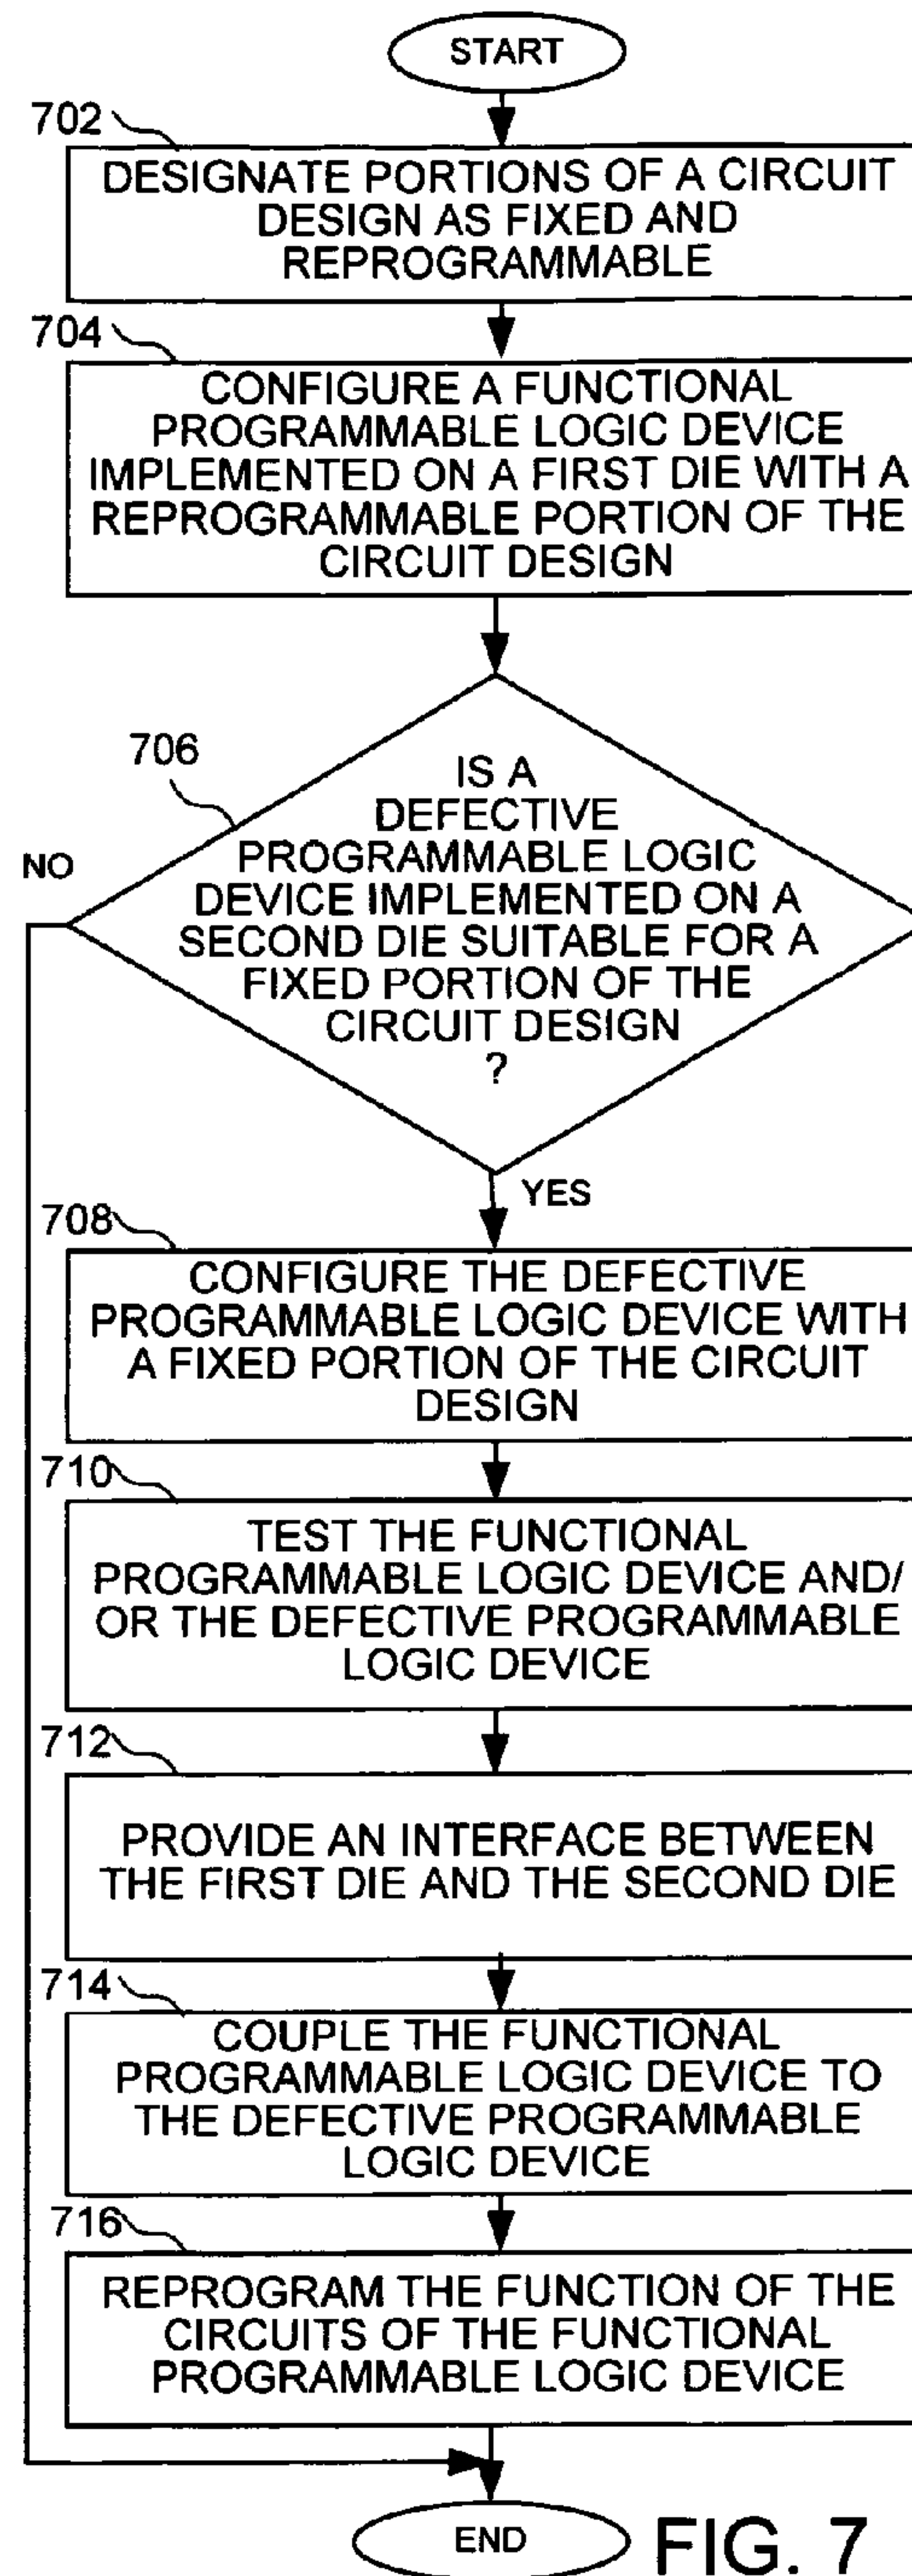 START
702
DESIGNATE PORTIONS OF A CIRCUIT
DESIGN AS FIXED AND
REPROGRAMMABLE
704
CONFIGURE A FUNCTIONAL
PROGRAMMABLE LOGIC DEVICE
IMPLEMENTED ON A FIRST DIE WITH A
REPROGRAMMABLE PORTION OF THE
CIRCUIT DESIGN
706
IS A
DEFECTIVE
PROGRAMMABLE LOGIC
DEVICE IMPLEMENTED ON A
SECOND DIE SUITABLE FOR A
FIXED PORTION OF THE
CIRCUIT DESIGN
?
NO
YES
708
CONFIGURE THE DEFECTIVE
PROGRAMMABLE LOGIC DEVICE WITH
A FIXED PORTION OF THE CIRCUIT
DESIGN
710
TEST THE FUNCTIONAL
PROGRAMMABLE LOGIC DEVICE AND/
OR THE DEFECTIVE PROGRAMMABLE
LOGIC DEVICE
712
PROVIDE AN INTERFACE BETWEEN
THE FIRST DIE AND THE SECOND DIE
714
COUPLE THE FUNCTIONAL
PROGRAMMABLE LOGIC DEVICE TO
THE DEFECTIVE PROGRAMMABLE
LOGIC DEVICE
716
REPROGRAM THE FUNCTION OF THE
CIRCUITS OF THE FUNCTIONAL
PROGRAMMABLE LOGIC DEVICE
END
FIG. 7